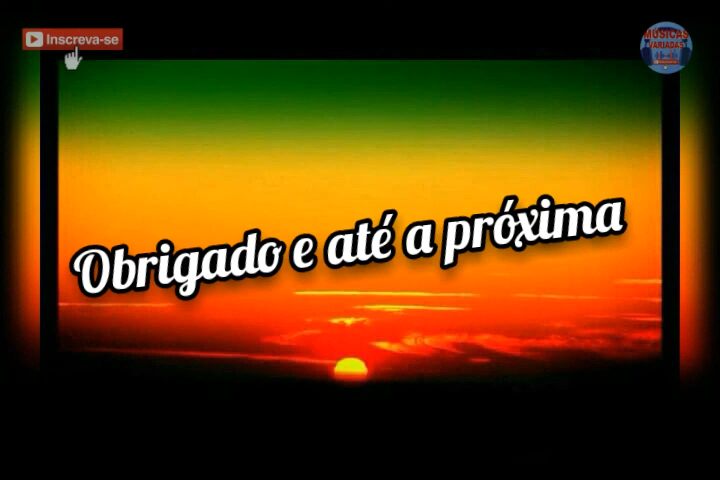 Inscreva-se
MÚSICAS
VARIADAS
Obrigado e até a próxima